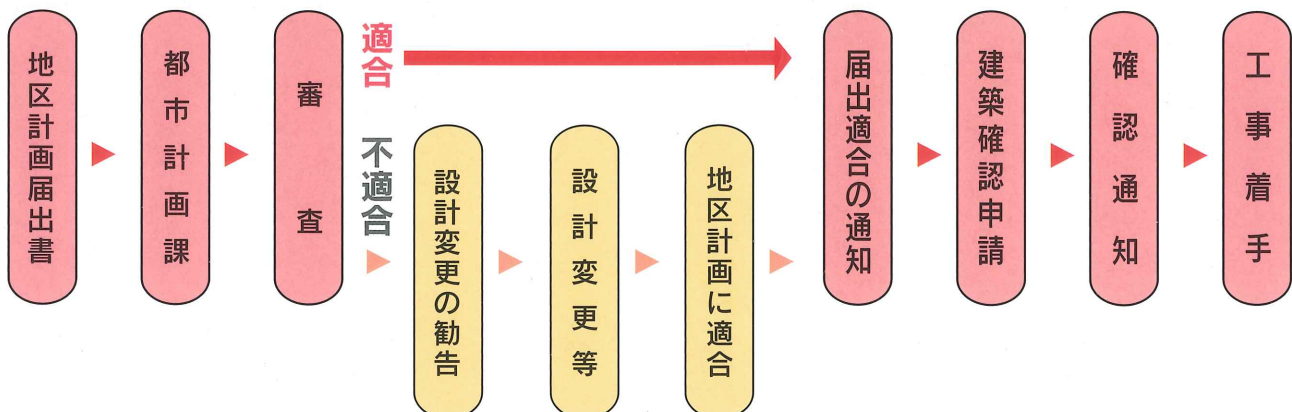 地区計画届出書
都市計画課
審査
適合
不適合
設計変更の勧告
設計変更等
地区計画に適合
届出適合の通知
建築確認申請
確認通知
工事着手